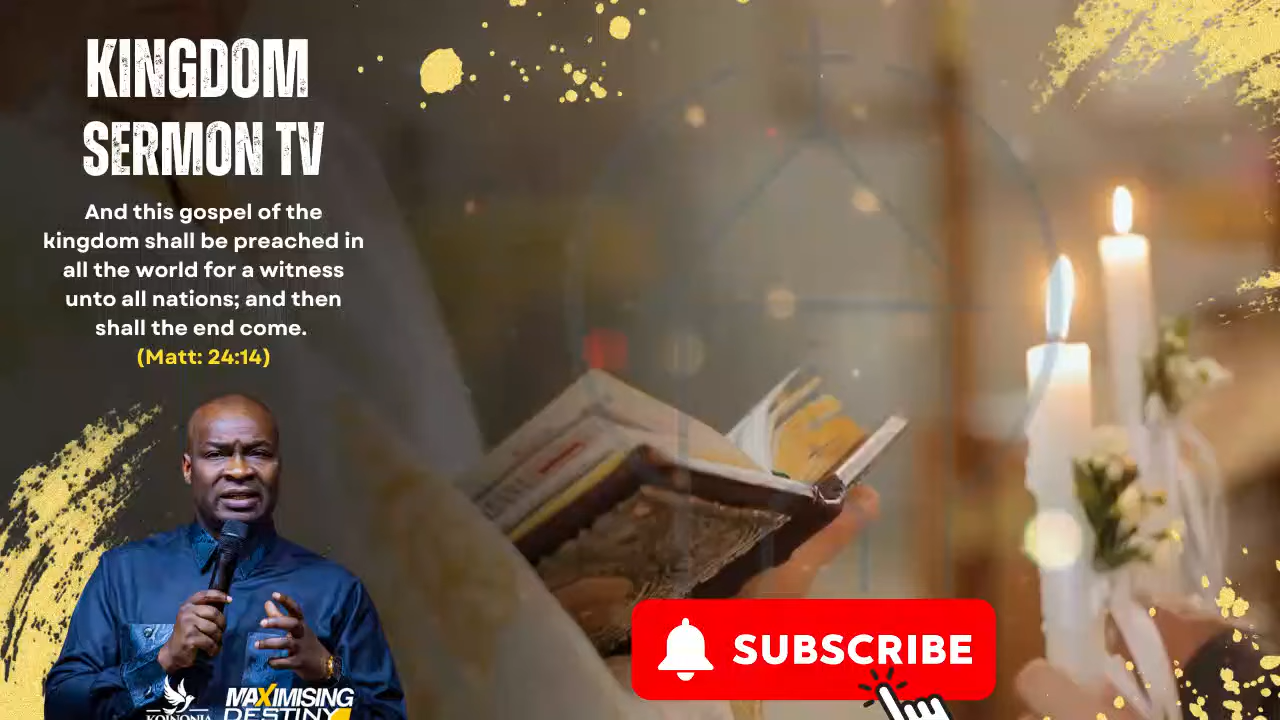 KINGDOM
SERMON TV
And this gospel of the
kingdom shall be preached in
all the world for a witness
unto all nations; and then
shall the end come.
(Matt: 24:14)
KOINONIA
MAXIMISING
DESTINY
SUBSCRIBE